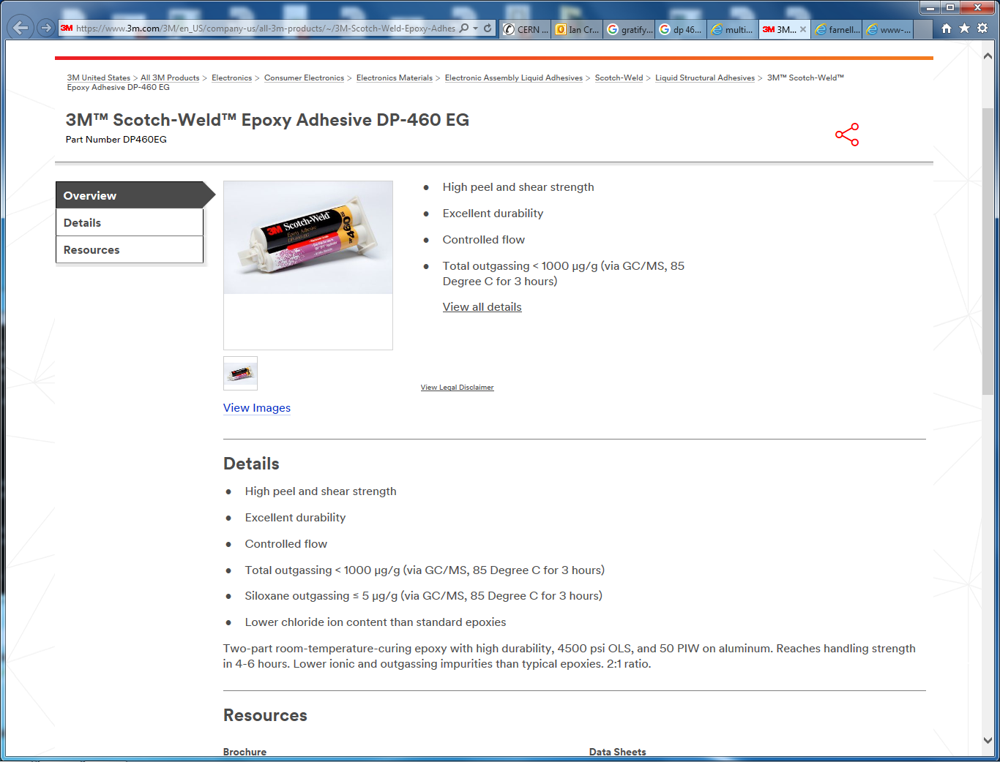 3M https://www.3m.com/3M/en_US/company-us/all-3m-products/~/3M-Scotch-Weld-Epoxy-Adhes
CERN ...
Ian Cr...
gratify...
dp 46...
multi...
3M 3M...
farnell...
www-...
3M United States > All 3M Products > Electronics > Consumer Electronics > Electronics Materials > Electronic Assembly Liquid Adhesives > Scotch-Weld > Liquid Structural Adhesives > 3M™ Scotch-Weld™
Epoxy Adhesive DP-460 EG
3M™ Scotch-Weld™ Epoxy Adhesive DP-460 EG
Part Number DP460EG
Overview
Details
Resources
3M Scotch-Weld™
Epoxy Adhesive
DP-460 EG
● High peel and shear strength
● Excellent durability
● Controlled flow
● Total outgassing < 1000 µg/g (via GC/MS, 85
Degree C for 3 hours)
View all details
View Legal Disclaimer
View Images
Details
● High peel and shear strength
● Excellent durability
● Controlled flow
● Total outgassing < 1000 µg/g (via GC/MS, 85 Degree C for 3 hours)
● Siloxane outgassing ≤ 5 µg/g (via GC/MS, 85 Degree C for 3 hours)
● Lower chloride ion content than standard epoxies
Two-part room-temperature-curing epoxy with high durability, 4500 psi OLS, and 50 PIW on aluminum. Reaches handling strength
in 4-6 hours. Lower ionic and outgassing impurities than typical epoxies. 2:1 ratio.
Resources
Brochure
Data Sheets